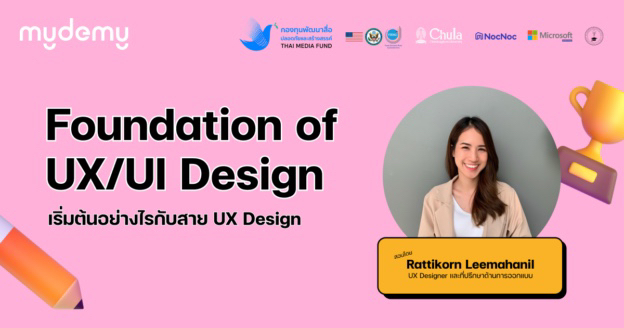 mydemy
กองทุนพัฒนาสื่อ
ปลอดภัยและสร้างสรรค์
THAI MEDIA FUND
Chula
NocNoc
Microsoft
Foundation of
UX/UI Design
เริ่มต้นอย่างไรกับสาย UX Design
สอนโดย
Rattikorn Leemahanil
UX Designer และที่ปรึกษาด้านการออกแบบ